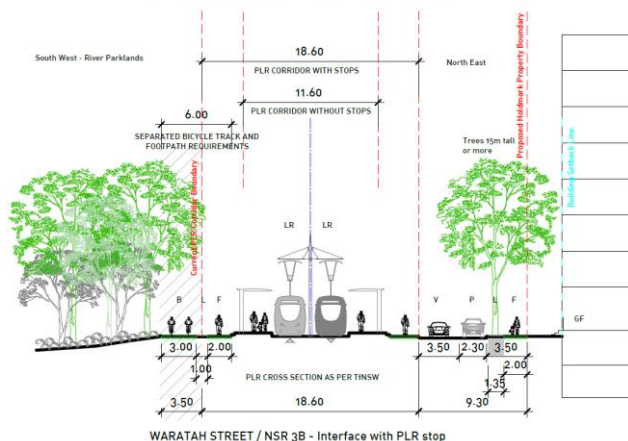 South West - River Parklands
18.60
PLR CORRIDOR WITH STOPS
North East
11.60
PLR CORRIDOR WITHOUT STOPS
6.00
SEPARATED BICYCLE TRACK AND
FOOTPATH REQUIREMENTS
Trees 15m tall
or more
Current PLR Corridor Boundary
Proposed Holdmark Property Boundary
Building Setback Line
LR LR
B L F V P L F
GF
3.00 2.00 3.50 2.30 3.50
1.00 2.00
1.35
PLR CROSS SECTION AS PER TfNSW
3.50 18.60 9.30
WARATAH STREET / NSR 3B - Interface with PLR stop